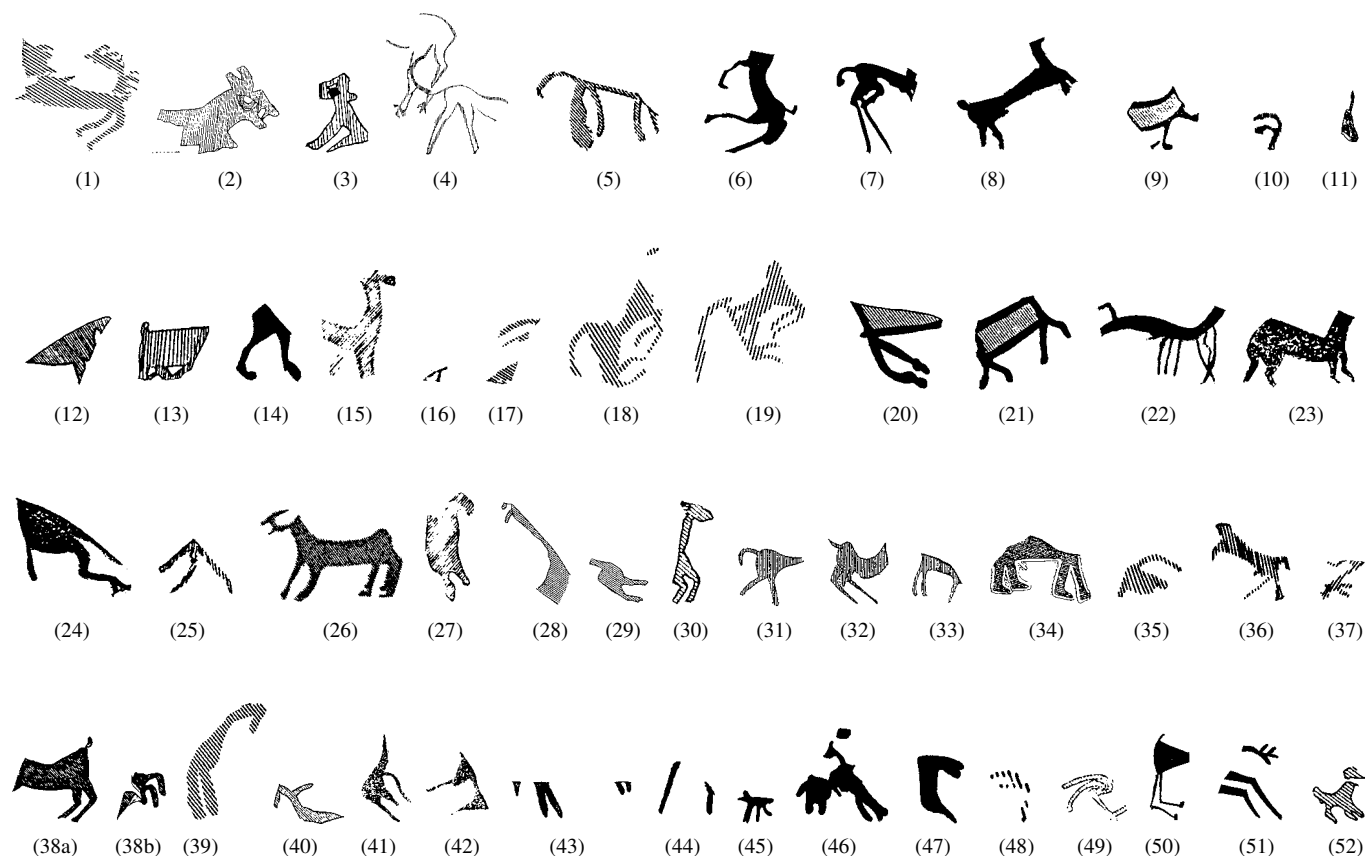 (1) (2) (3) (4) (5) (6) (7) (8) (9) (10) (11)
(12) (13) (14) (15) (16) (17) (18) (19) (20) (21) (22) (23)
(24) (25) (26) (27) (28) (29) (30) (31) (32) (33) (34) (35) (36) (37)
(38a) (38b) (39) (40) (41) (42) (43) (44) (45) (46) (47) (48) (49) (50) (51) (52)